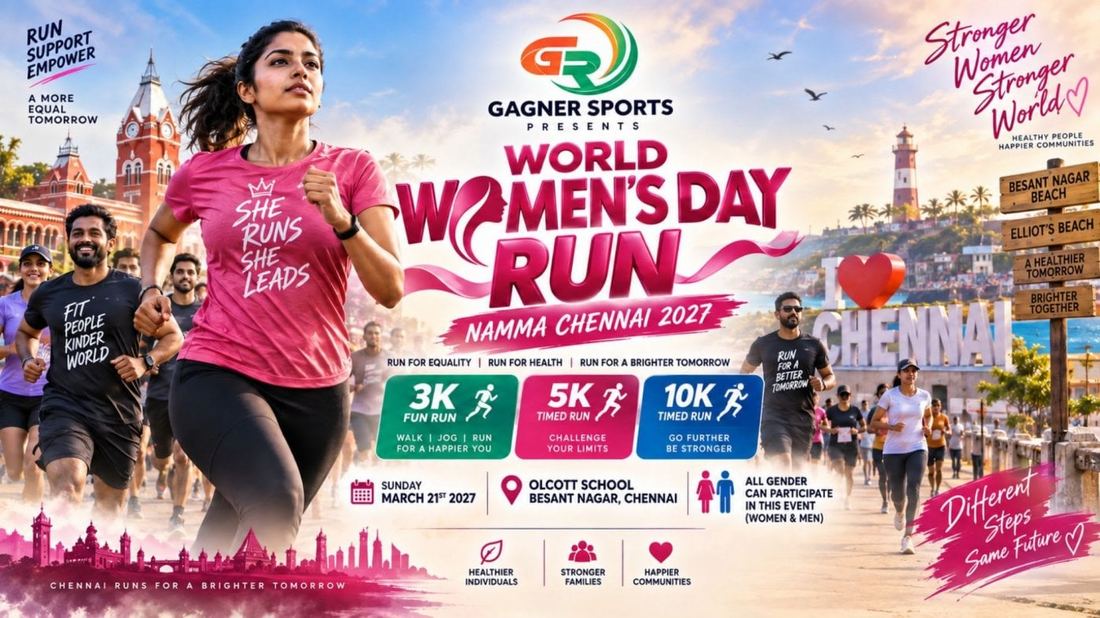 RUN
SUPPORT
EMPOWER
A MORE
EQUAL
TOMORROW
GR
GAGNER SPORTS
PRESENTS
WORLD
WOMEN'S DAY
RUN
NAMMA CHENNAI 2027
RUN FOR EQUALITY | RUN FOR HEALTH | RUN FOR A BRIGHTER TOMORROW
3K
FUN RUN
WALK | JOG | RUN
FOR A HAPPIER YOU
5K
TIMED RUN
CHALLENGE
YOUR LIMITS
10K
TIMED RUN
GO FURTHER
BE STRONGER
SUNDAY
MARCH 21ST 2027
OLCOTT SCHOOL
BESANT NAGAR, CHENNAI
ALL GENDER
CAN PARTICIPATE
IN THIS EVENT
(WOMEN & MEN)
HEALTHIER
INDIVIDUALS
STRONGER
FAMILIES
HAPPIER
COMMUNITIES
Stronger
Women
Stronger
World
HEALTHY PEOPLE
HAPPIER COMMUNITIES
BESANT NAGAR
BEACH
ELLIOT'S BEACH
A HEALTHIER
TOMORROW
BRIGHTER
TOGETHER
I
CHENNAI
SHE
RUNS
SHE
LEADS
FIT
PEOPLE
KINDER
WORLD
RUN
FOR A
BETTER
TOMORROW
Different
Steps
Same Future
CHENNAI RUNS FOR A BRIGHTER TOMORROW